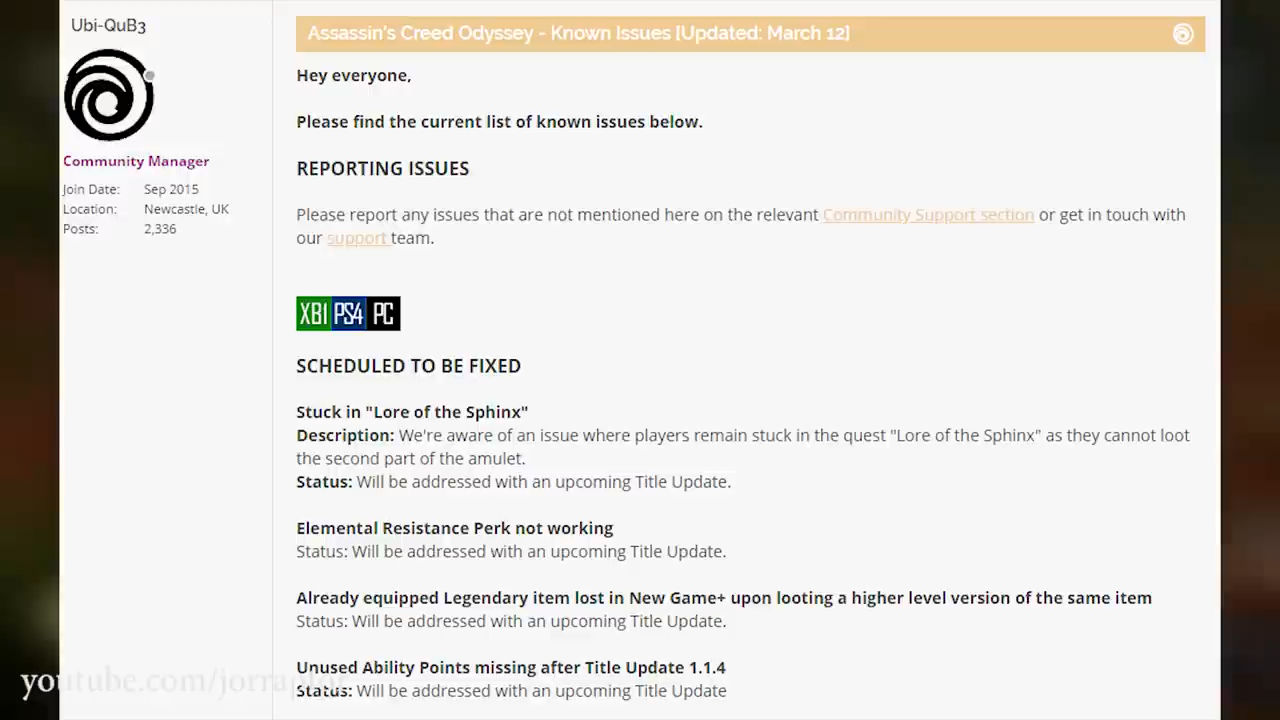 Ubi-QuB3
Community Manager
Join Date: Sep 2015
Location: Newcastle, UK
Posts: 2,336
Assassin's Creed Odyssey - Known Issues [Updated: March 12]
Hey everyone,
Please find the current list of known issues below.
REPORTING ISSUES
Please report any issues that are not mentioned here on the relevant Community Support section or get in touch with
our support team.
XB1 PS4 PC
SCHEDULED TO BE FIXED
Stuck in "Lore of the Sphinx"
Description: We're aware of an issue where players remain stuck in the quest "Lore of the Sphinx" as they cannot loot
the second part of the amulet.
Status: Will be addressed with an upcoming Title Update.
Elemental Resistance Perk not working
Status: Will be addressed with an upcoming Title Update.
Already equipped Legendary item lost in New Game+ upon looting a higher level version of the same item
Status: Will be addressed with an upcoming Title Update.
Unused Ability Points missing after Title Update 1.1.4
Status: Will be addressed with an upcoming Title Update
youtube.com/jorraptor